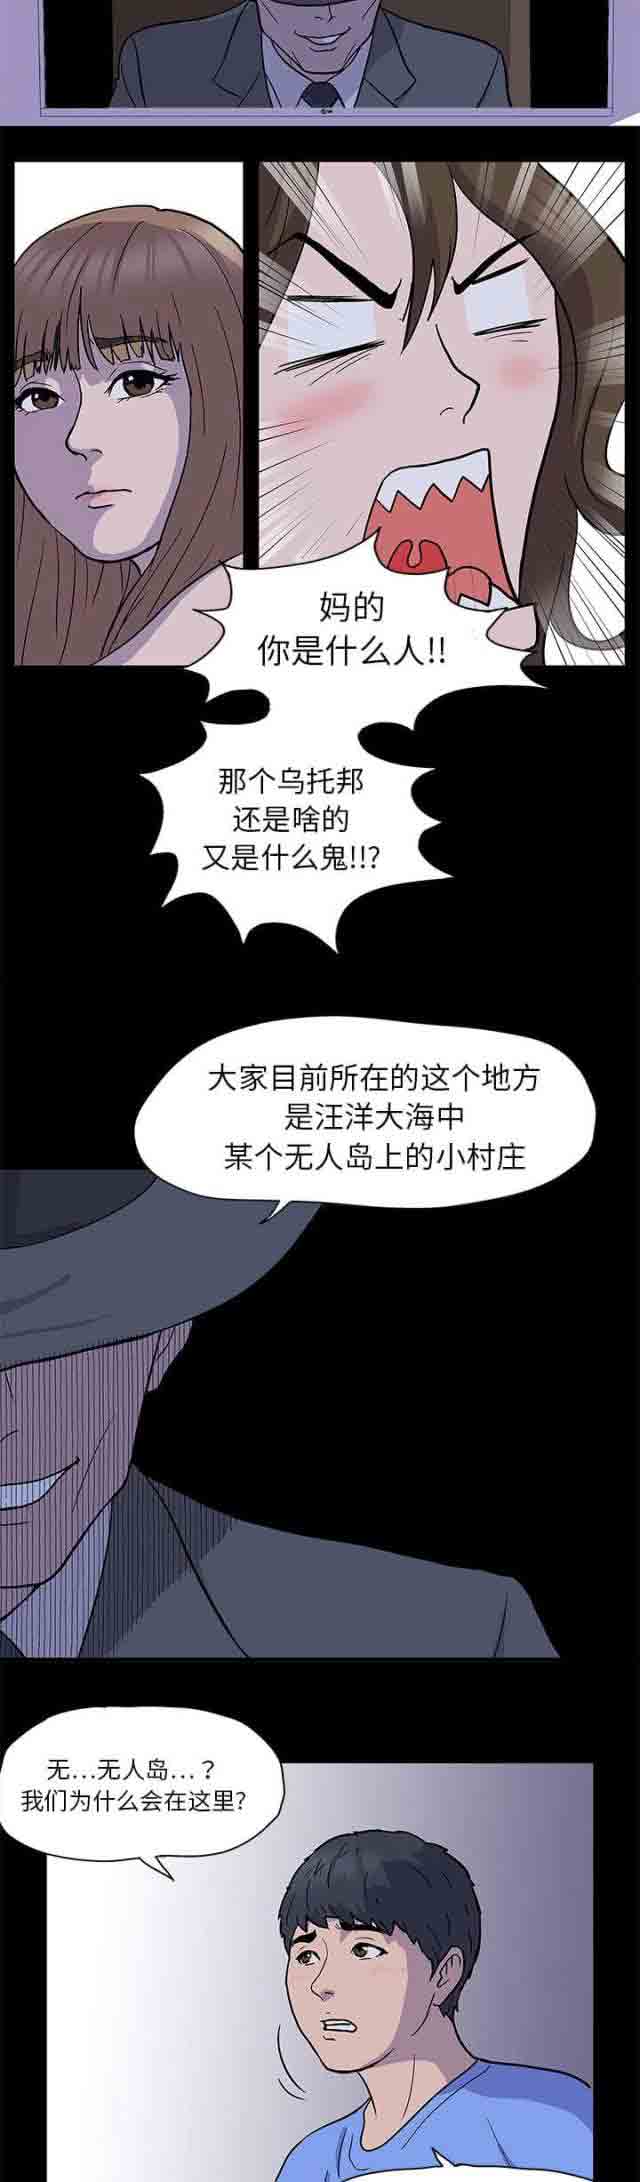 妈的
你是什么人!!
那个乌托邦
还是啥的
又是什么鬼!!?
大家目前所在的这个地方
是汪洋大海中
某个无人岛上的小村庄
无...无人岛...？
我们为什么会在这里?